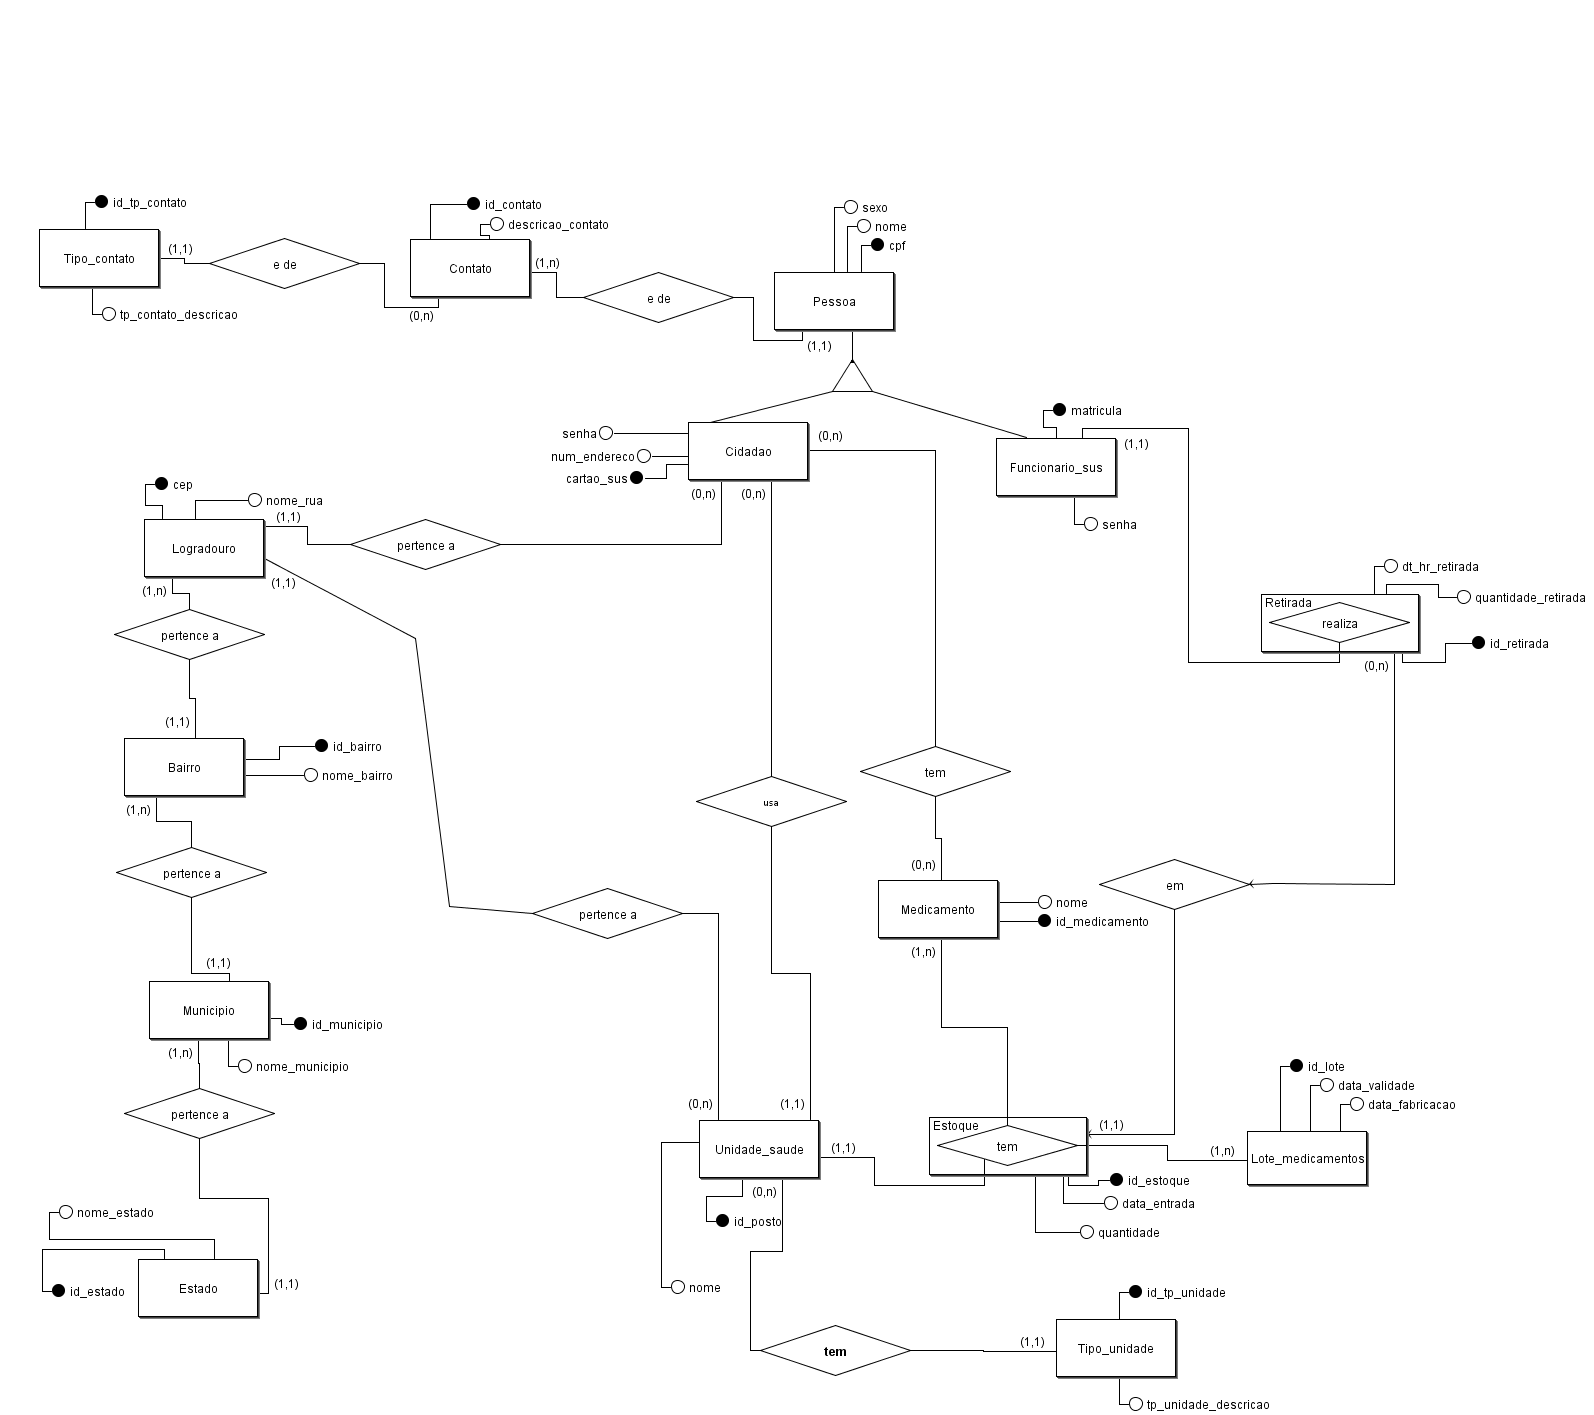 id_tp_contato
id_contato
descricao_contato
sexo
nome
cpf
(1,1)
Tipo_contato
e de
Contato
(1,n)
e de
Pessoa
tp_contato_descricao
(0,n)
(1,1)
senha
Cidadao
(0,n)
matricula
num_endereco
(1,1)
Funcionario_sus
cartao_sus
(0,n)
(0,n)
cep
nome_rua
(1,1)
senha
Logradouro
pertence a
(1,n)
(1,1)
dt_hr_retirada
quantidade_retirada
Retirada
realiza
pertence a
id_retirada
(0,n)
(1,1)
id_bairro
Bairro
nome_bairro
(1,n)
tem
usa
pertence a
(0,n)
em
nome
Medicamento
id_medicamento
pertence a
(1,n)
(1,1)
Municipio
id_municipio
(1,n)
nome_municipio
pertence a
id_lote
data_validade
data_fabricacao
(0,n)
(1,1)
Estoque
(1,1)
Unidade_saude
(1,1)
tem
(1,n)
Lote_medicamentos
id_estoque
(0,n)
data_entrada
id_posto
quantidade
nome_estado
(1,1)
Estado
id_estado
nome
id_tp_unidade
tem
(1,1)
Tipo_unidade
tp_unidade_descricao